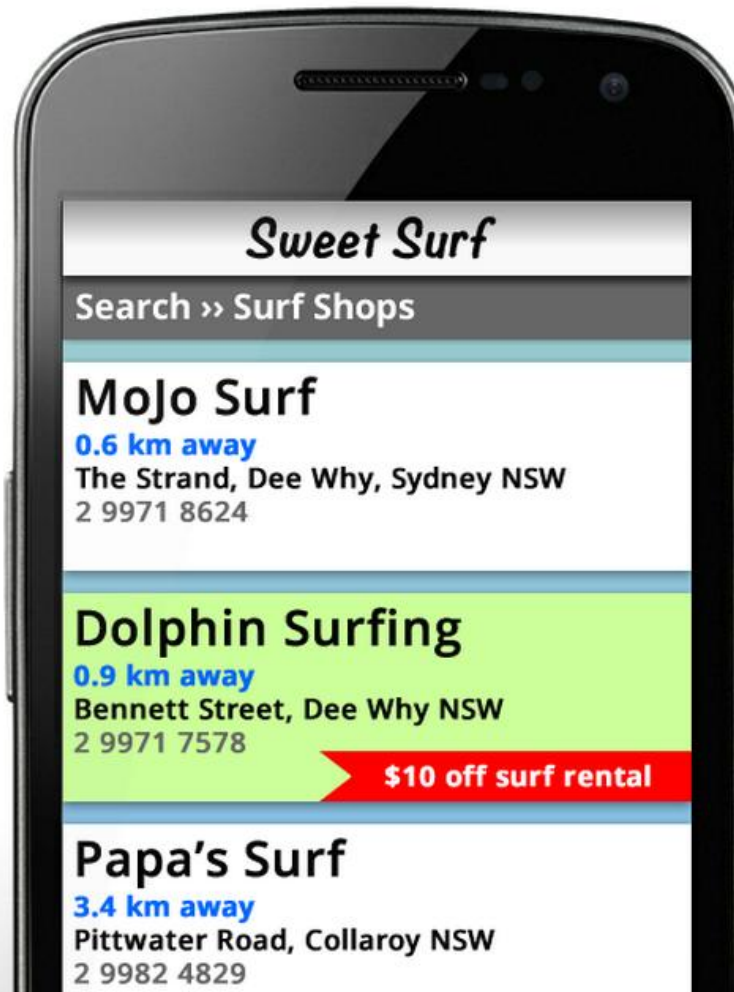 Sweet Surf
Search ›› Surf Shops
MoJo Surf
0.6 km away
The Strand, Dee Why, Sydney NSW
2 9971 8624
Dolphin Surfing
0.9 km away
Bennett Street, Dee Why NSW
2 9971 7578
$10 off surf rental
Papa’s Surf
3.4 km away
Pittwater Road, Collaroy NSW
2 9982 4829